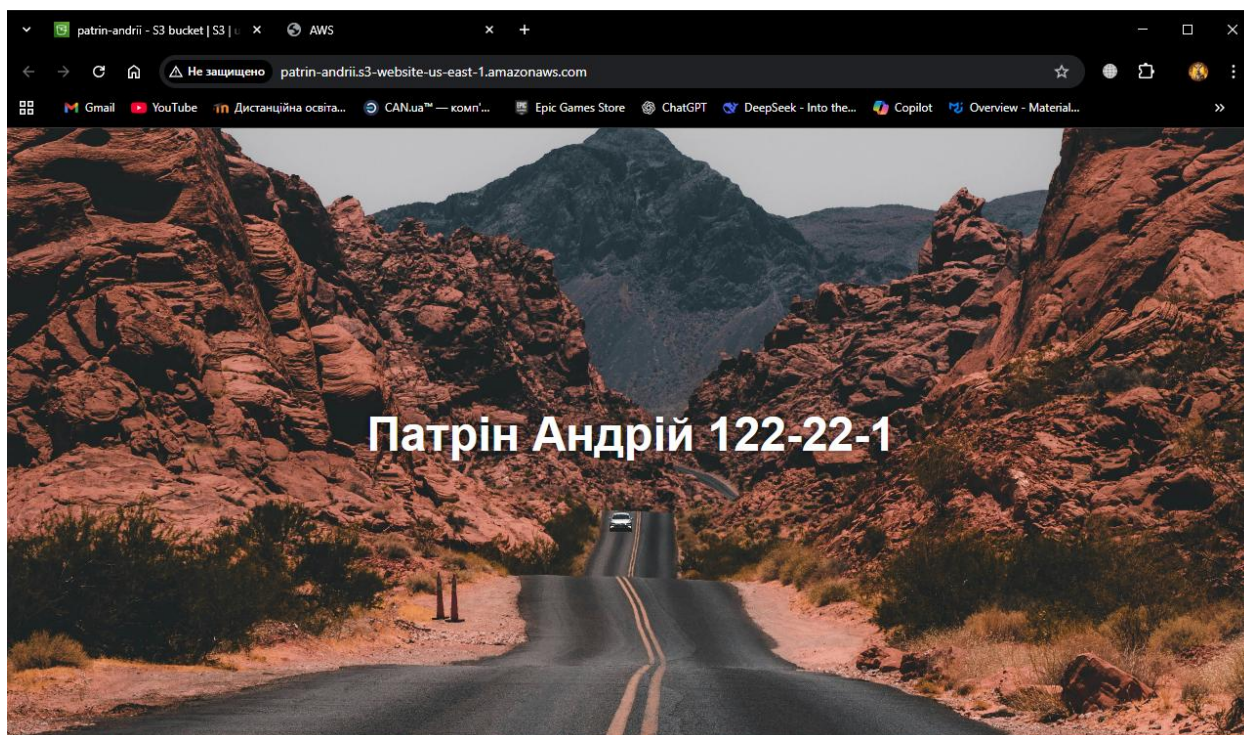 patrin-andrii - S3 bucket | S3 | u
AWS
Не защищено patrin-andrii.s3-website-us-east-1.amazonaws.com
Gmail YouTube Дистанційна освіта... CAN.ua™ — комп'... Epic Games Store ChatGPT DeepSeek - Into the... Copilot Overview - Material... »
Патрін Андрій 122-22-1